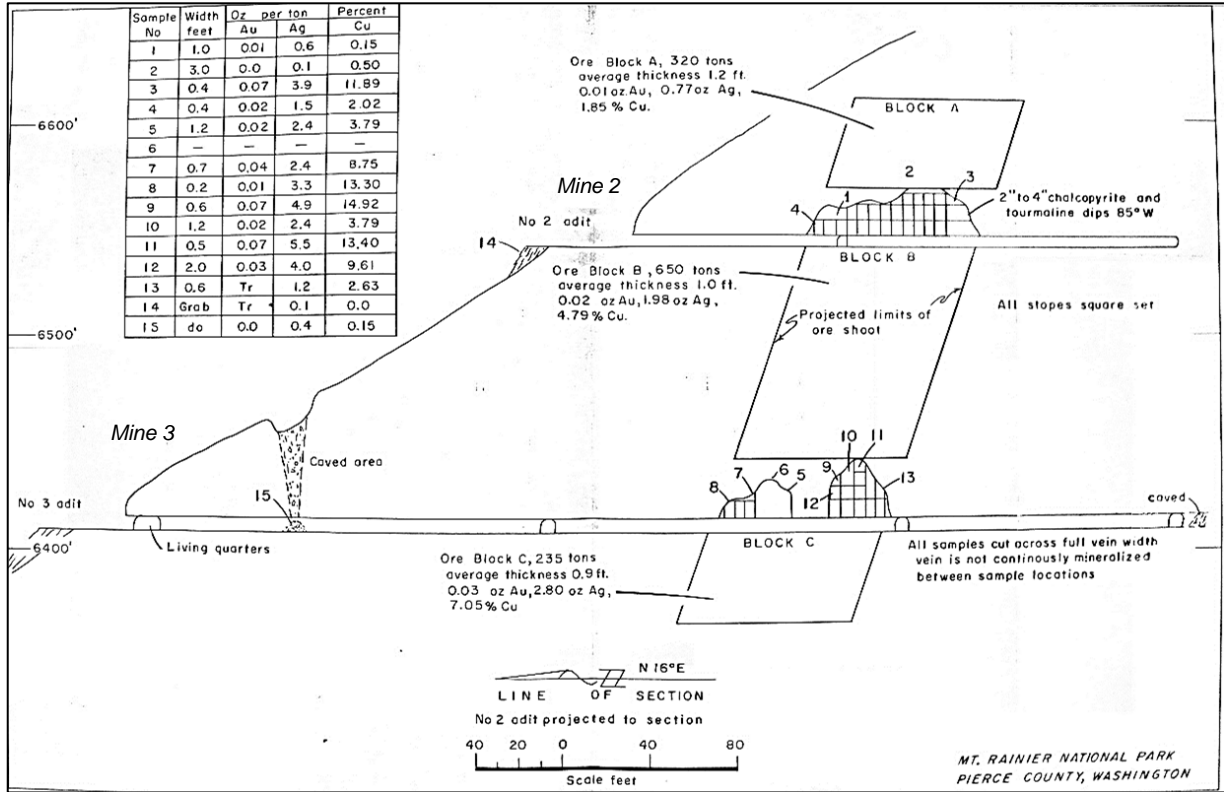 Sample No Width feet Oz per ton Au Ag Percent Cu
1 1.0 0.01 0.6 0.15
2 3.0 0.0 0.1 0.50
3 0.4 0.07 3.9 11.89
4 0.4 0.02 1.5 2.02
5 1.2 0.02 2.4 3.79
6 — — — —
7 0.7 0.04 2.4 8.75
8 0.2 0.01 3.3 13.30
9 0.6 0.07 4.9 14.92
10 1.2 0.02 2.4 3.79
11 0.5 0.07 5.5 13.40
12 2.0 0.03 4.0 9.61
13 0.6 Tr 1.2 2.63
14 Grab Tr 0.1 0.0
15 do 0.0 0.4 0.15
6600'
6500'
6400'
Ore Block A, 320 tons
average thickness 1.2 ft.
0.01 oz Au, 0.77 oz Ag,
1.85 % Cu.
BLOCK A
2
3
1
4
2" to 4" chalcopyrite and
tourmaline dips 85° W
Mine 2
No 2 adit
14
BLOCK B
Ore Block B, 650 tons
average thickness 1.0 ft.
0.02 oz Au, 1.98 oz Ag,
4.79 % Cu.
Projected limits of
ore shoot
All stopes square set
Mine 3
Caved area
No 3 adit
15
Living quarters
8
7
6
5
12
9
10
11
13
caved
BLOCK C
Ore Block C, 235 tons
average thickness 0.9 ft.
0.03 oz Au, 2.80 oz Ag,
7.05 % Cu
All samples cut across full vein width
vein is not continously mineralized
between sample locations
N 16° E
LINE OF SECTION
No 2 adit projected to section
40 20 0 40 80
Scale feet
MT. RAINIER NATIONAL PARK
PIERCE COUNTY, WASHINGTON